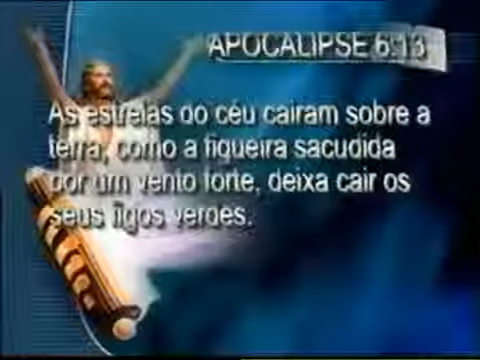 APOCALIPSE 6:13
As estrelas do céu caíram sobre a
terra, como a figueira sacudida
por um vento forte, deixa cair os
seus figos verdes.